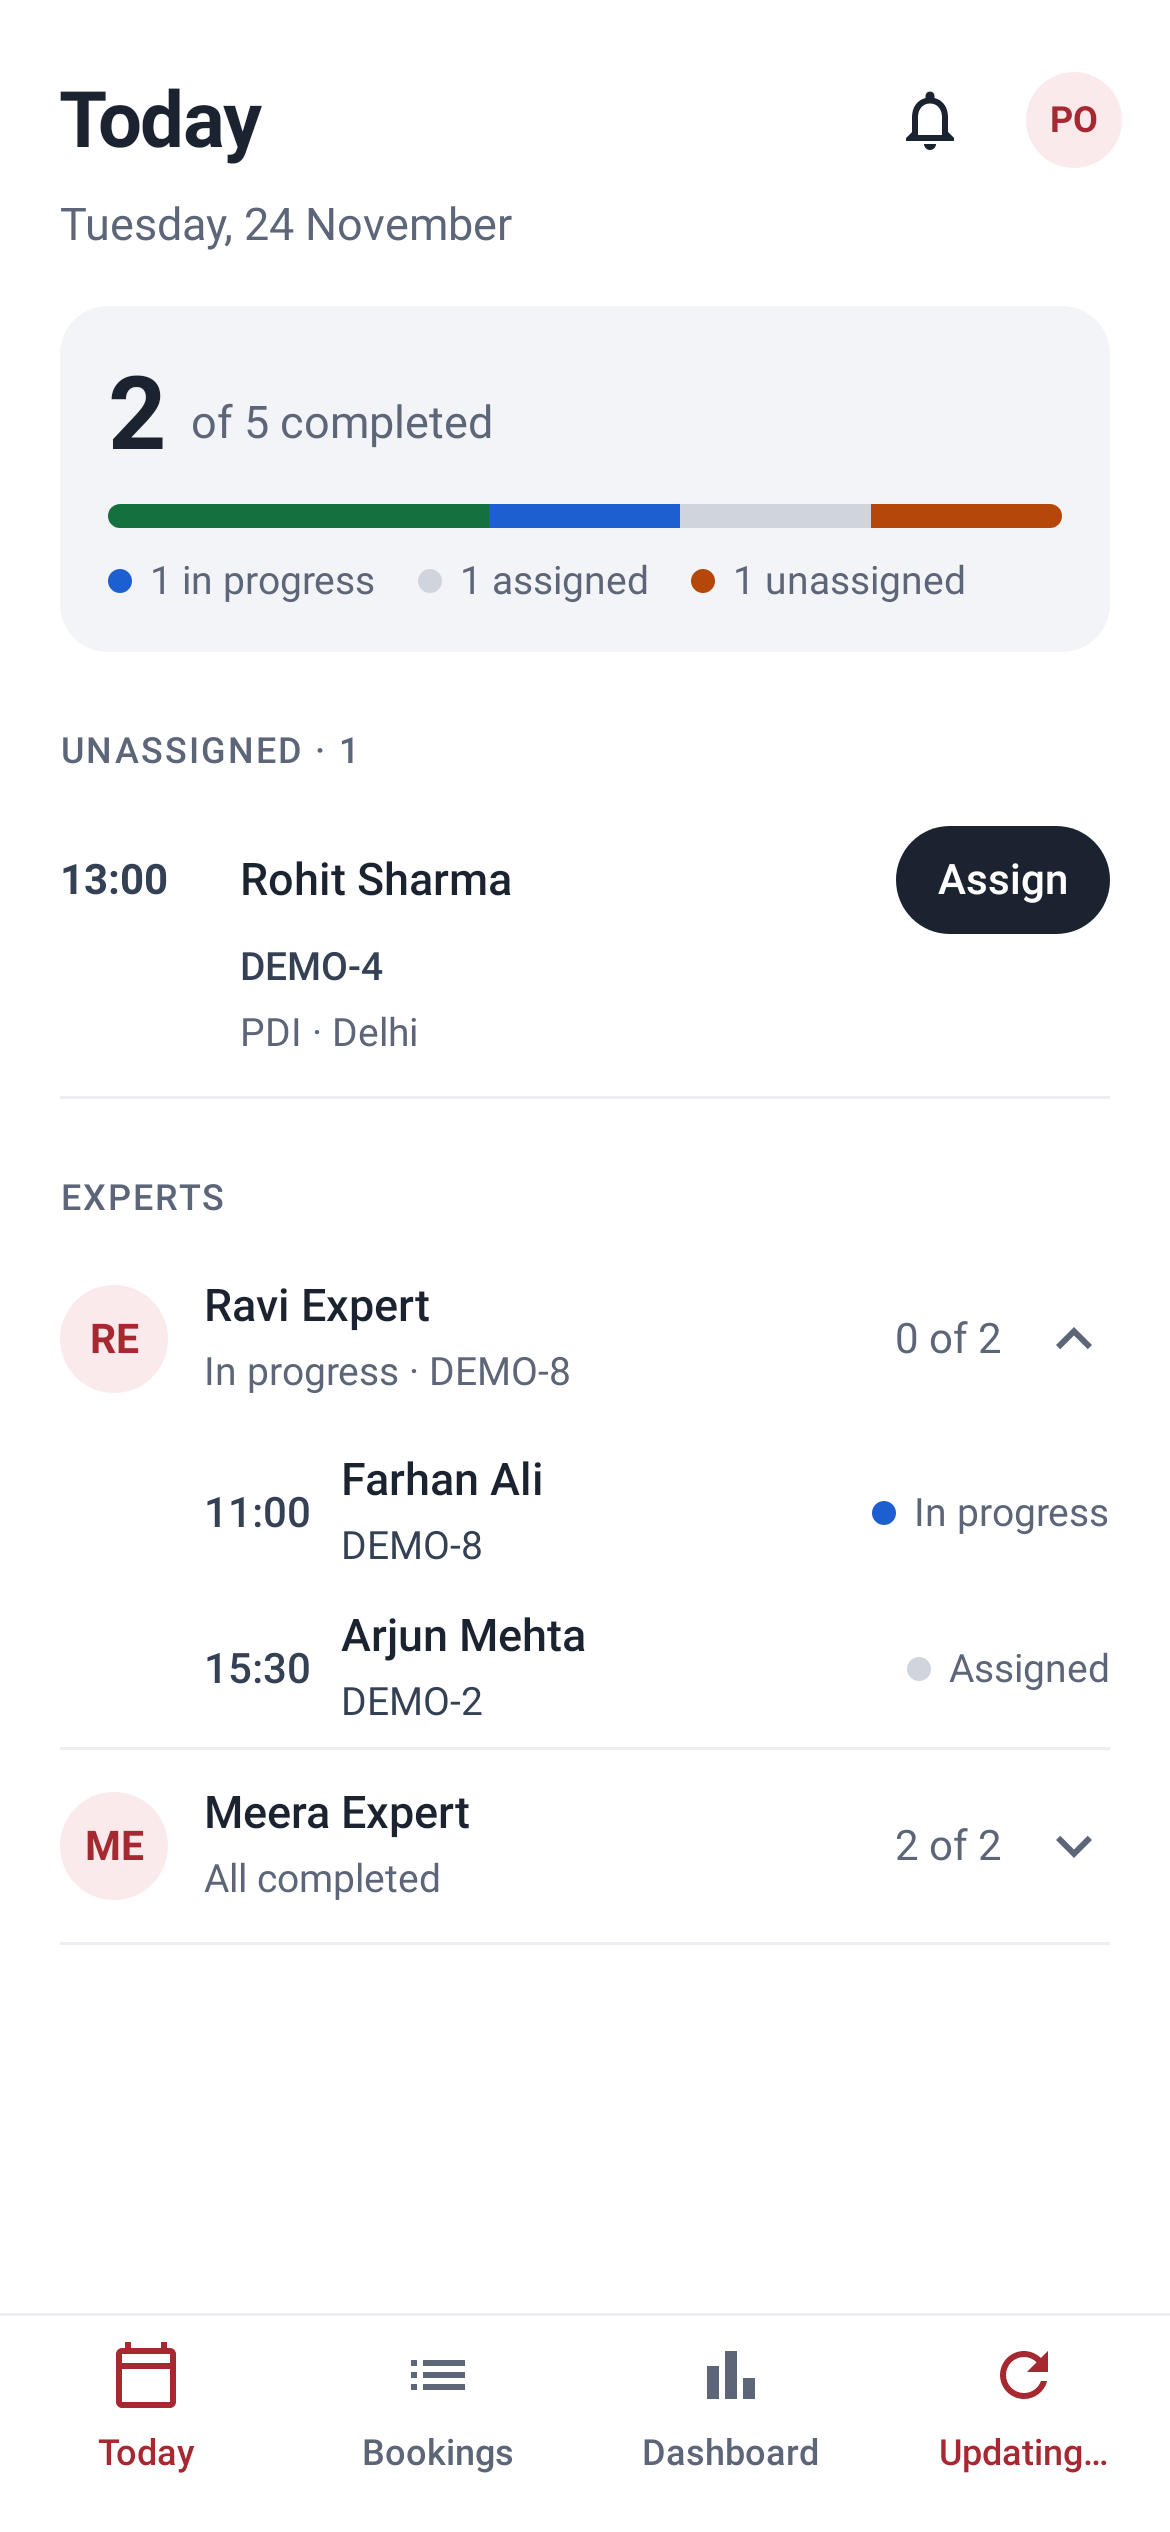 Today
PO
Tuesday, 24 November
2 of 5 completed
1 in progress
1 assigned
1 unassigned
UNASSIGNED · 1
13:00
Rohit Sharma
Assign
DEMO-4
PDI · Delhi
EXPERTS
RE
Ravi Expert
In progress · DEMO-8
0 of 2
11:00
Farhan Ali
DEMO-8
In progress
15:30
Arjun Mehta
DEMO-2
Assigned
ME
Meera Expert
All completed
2 of 2
Today
Bookings
Dashboard
Updating...